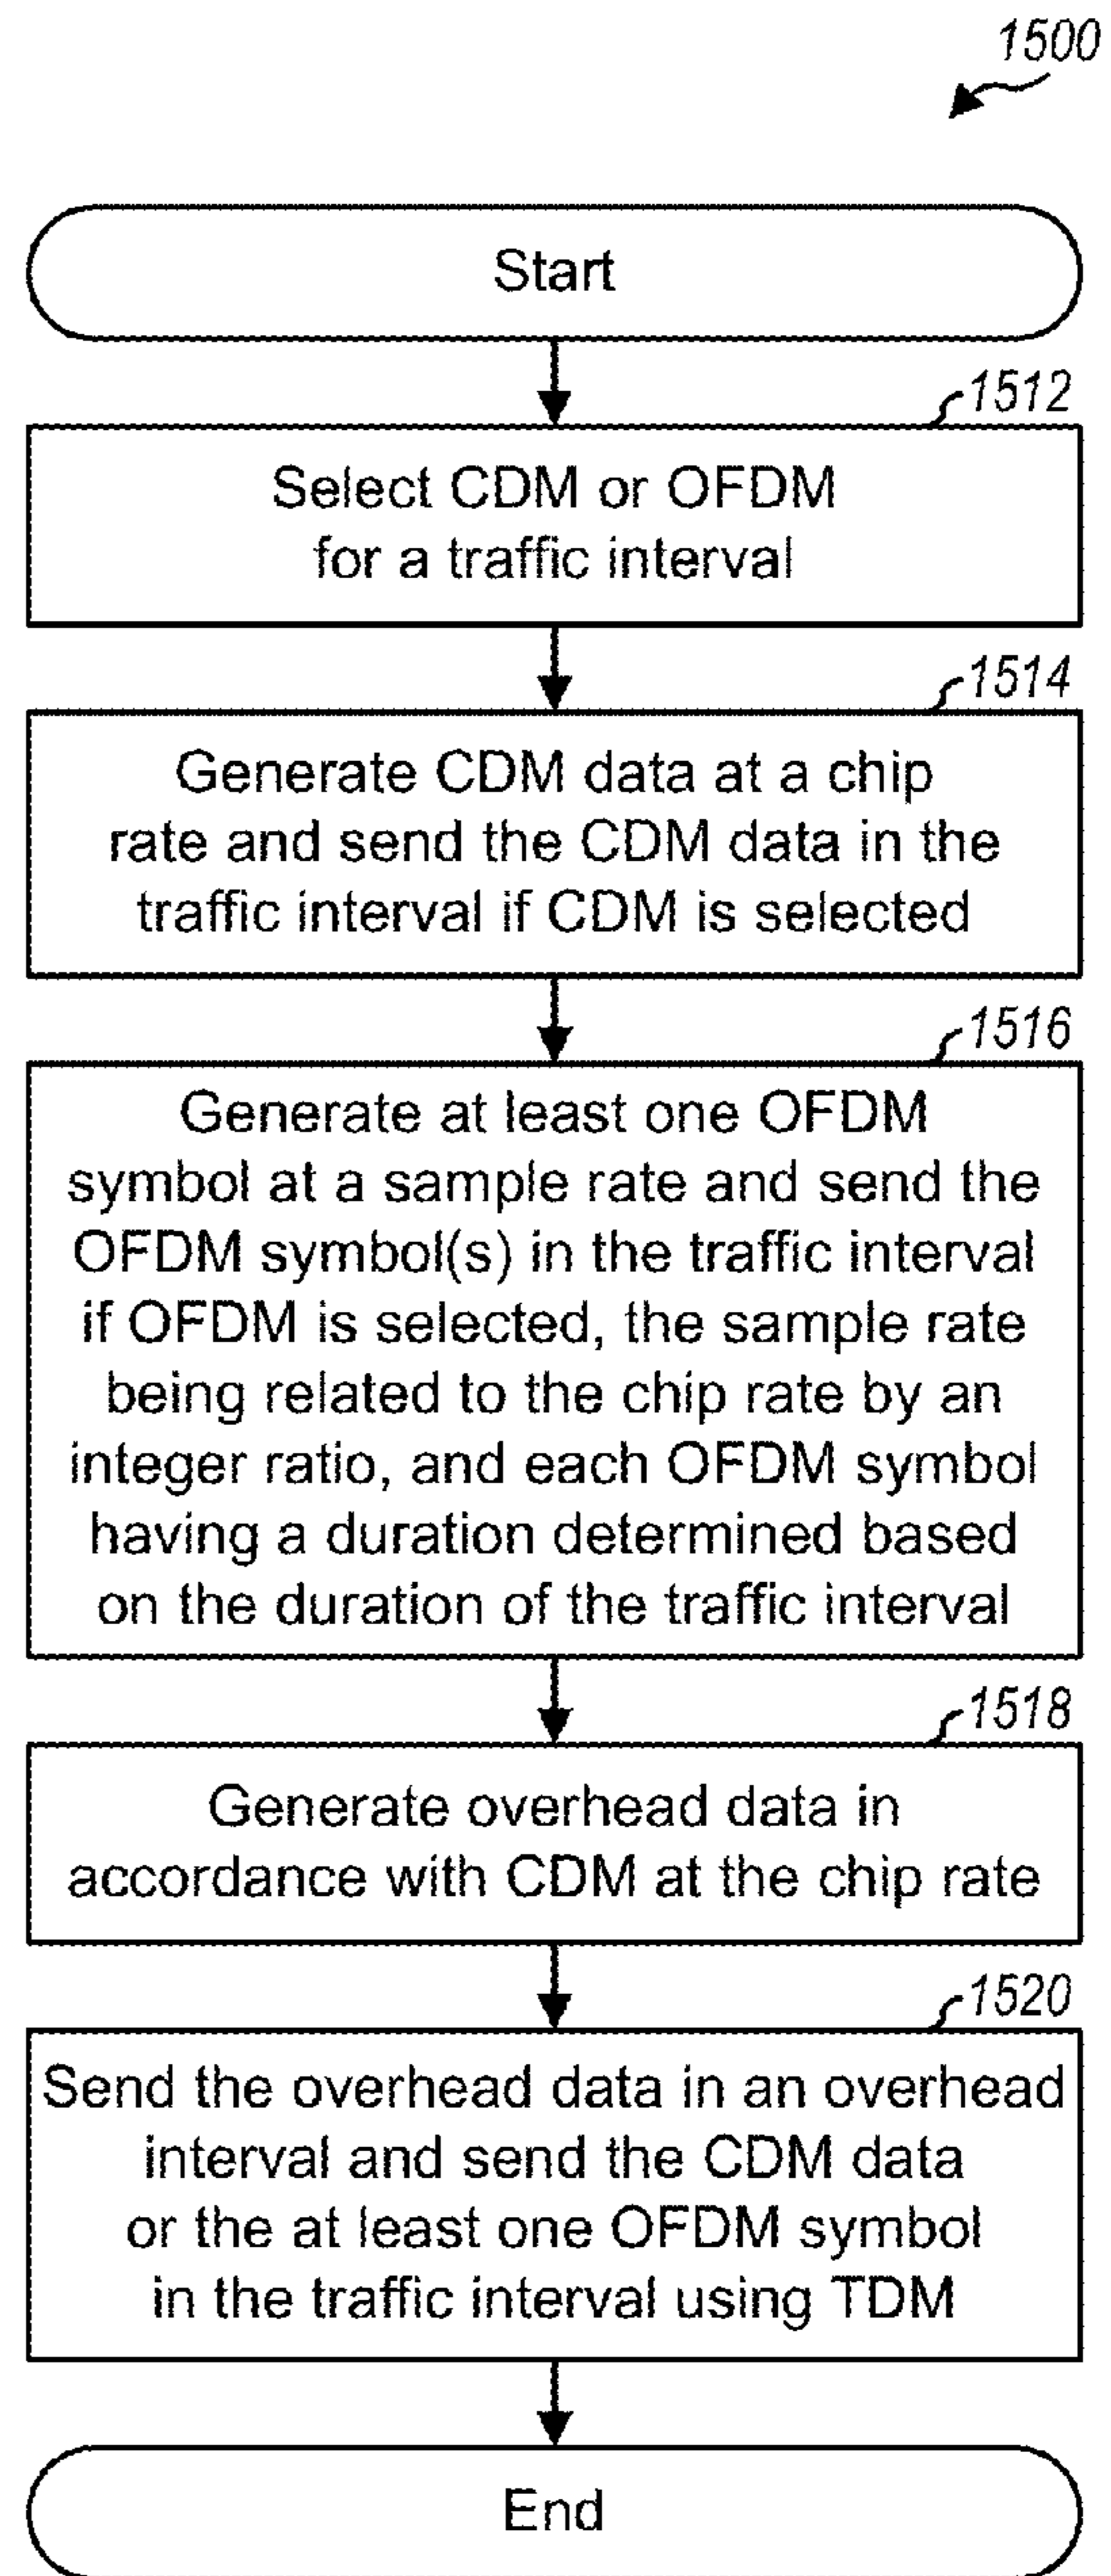 1500
Start
1512
Select CDM or OFDM
for a traffic interval
1514
Generate CDM data at a chip
rate and send the CDM data in the
traffic interval if CDM is selected
1516
Generate at least one OFDM
symbol at a sample rate and send the
OFDM symbol(s) in the traffic interval
if OFDM is selected, the sample rate
being related to the chip rate by an
integer ratio, and each OFDM symbol
having a duration determined based
on the duration of the traffic interval
1518
Generate overhead data in
accordance with CDM at the chip rate
1520
Send the overhead data in an overhead
interval and send the CDM data
or the at least one OFDM symbol
in the traffic interval using TDM
End